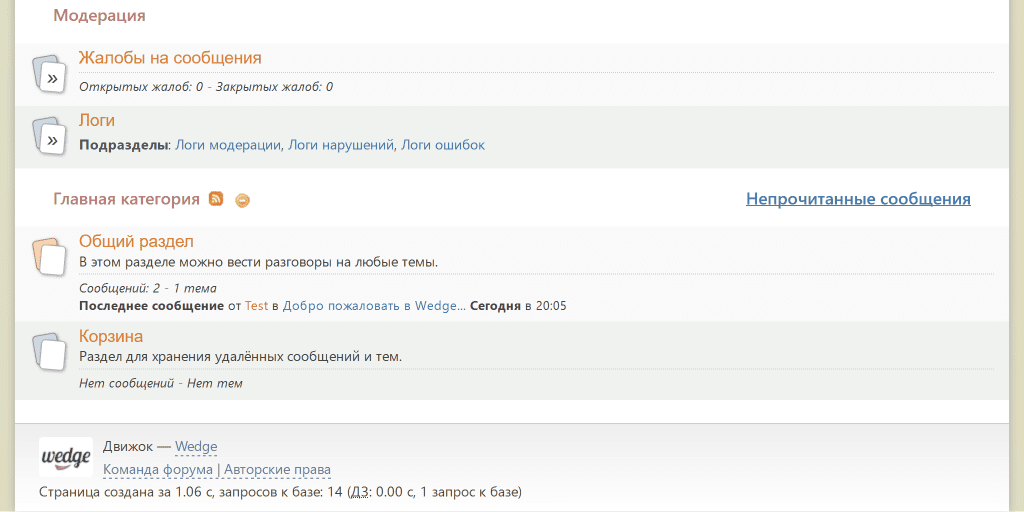 Модерация
Жалобы на сообщения
Открытых жалоб: 0 - Закрытых жалоб: 0
»
Логи
»
Подразделы: Логи модерации, Логи нарушений, Логи ошибок
Главная категория
Непрочитанные сообщения
Общий раздел
В этом разделе можно вести разговоры на любые темы.
Сообщений: 2 - 1 тема
Последнее сообщение от Test в Добро пожаловать в Wedge... Сегодня в 20:05
Корзина
Раздел для хранения удалённых сообщений и тем.
Нет сообщений - Нет тем
wedge
Движок — Wedge
Команда форума | Авторские права
Страница создана за 1.06 с, запросов к базе: 14 (ДЗ: 0.00 с, 1 запрос к базе)